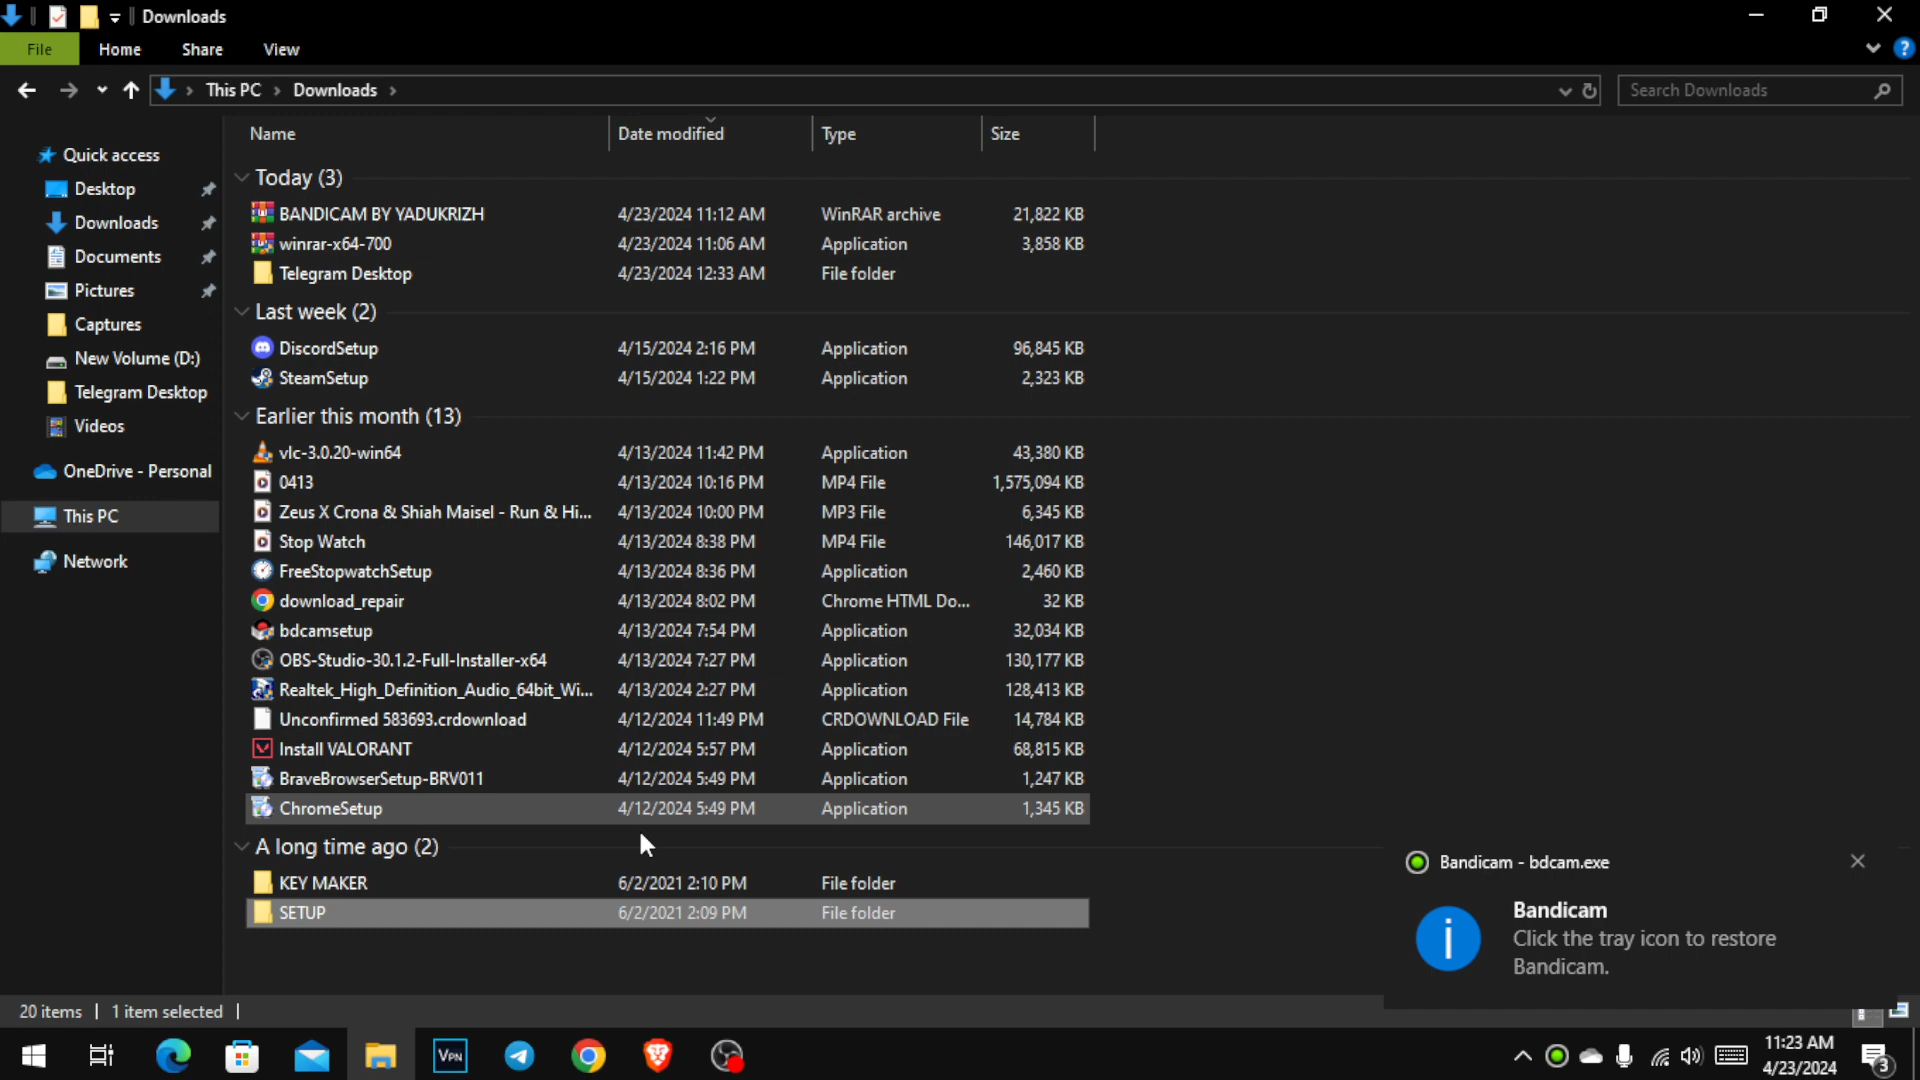 Downloads
File Home Share View
This PC Downloads Search Downloads
Name Date modified Type Size
Quick access
Desktop
Downloads
Documents
Pictures
Captures
New Volume (D:)
Telegram Desktop
Videos
OneDrive - Personal
This PC
Network
Today (3)
BANDICAM BY YADUKRIZH 4/23/2024 11:12 AM WinRAR archive 21,822 KB
winrar-x64-700 4/23/2024 11:06 AM Application 3,858 KB
Telegram Desktop 4/23/2024 12:33 AM File folder
Last week (2)
DiscordSetup 4/15/2024 2:16 PM Application 96,845 KB
SteamSetup 4/15/2024 1:22 PM Application 2,323 KB
Earlier this month (13)
vlc-3.0.20-win64 4/13/2024 11:42 PM Application 43,380 KB
0413 4/13/2024 10:16 PM MP4 File 1,575,094 KB
Zeus X Crona & Shiah Maisel - Run & Hi... 4/13/2024 10:00 PM MP3 File 6,345 KB
Stop Watch 4/13/2024 8:38 PM MP4 File 146,017 KB
FreeStopwatchSetup 4/13/2024 8:36 PM Application 2,460 KB
download_repair 4/13/2024 8:02 PM Chrome HTML Do... 32 KB
bdcamsetup 4/13/2024 7:54 PM Application 32,034 KB
OBS-Studio-30.1.2-Full-Installer-x64 4/13/2024 7:27 PM Application 130,177 KB
Realtek_High_Definition_Audio_64bit_Wi... 4/13/2024 2:27 PM Application 128,413 KB
Unconfirmed 583693.crdownload 4/12/2024 11:49 PM CRDOWNLOAD File 14,784 KB
Install VALORANT 4/12/2024 5:57 PM Application 68,815 KB
BraveBrowserSetup-BRV011 4/12/2024 5:49 PM Application 1,247 KB
ChromeSetup 4/12/2024 5:49 PM Application 1,345 KB
A long time ago (2)
KEY MAKER 6/2/2021 2:10 PM File folder
SETUP 6/2/2021 2:09 PM File folder
Bandicam - bdcam.exe
Bandicam
Click the tray icon to restore
Bandicam.
20 items 1 item selected
VPN
11:23 AM
4/23/2024
3